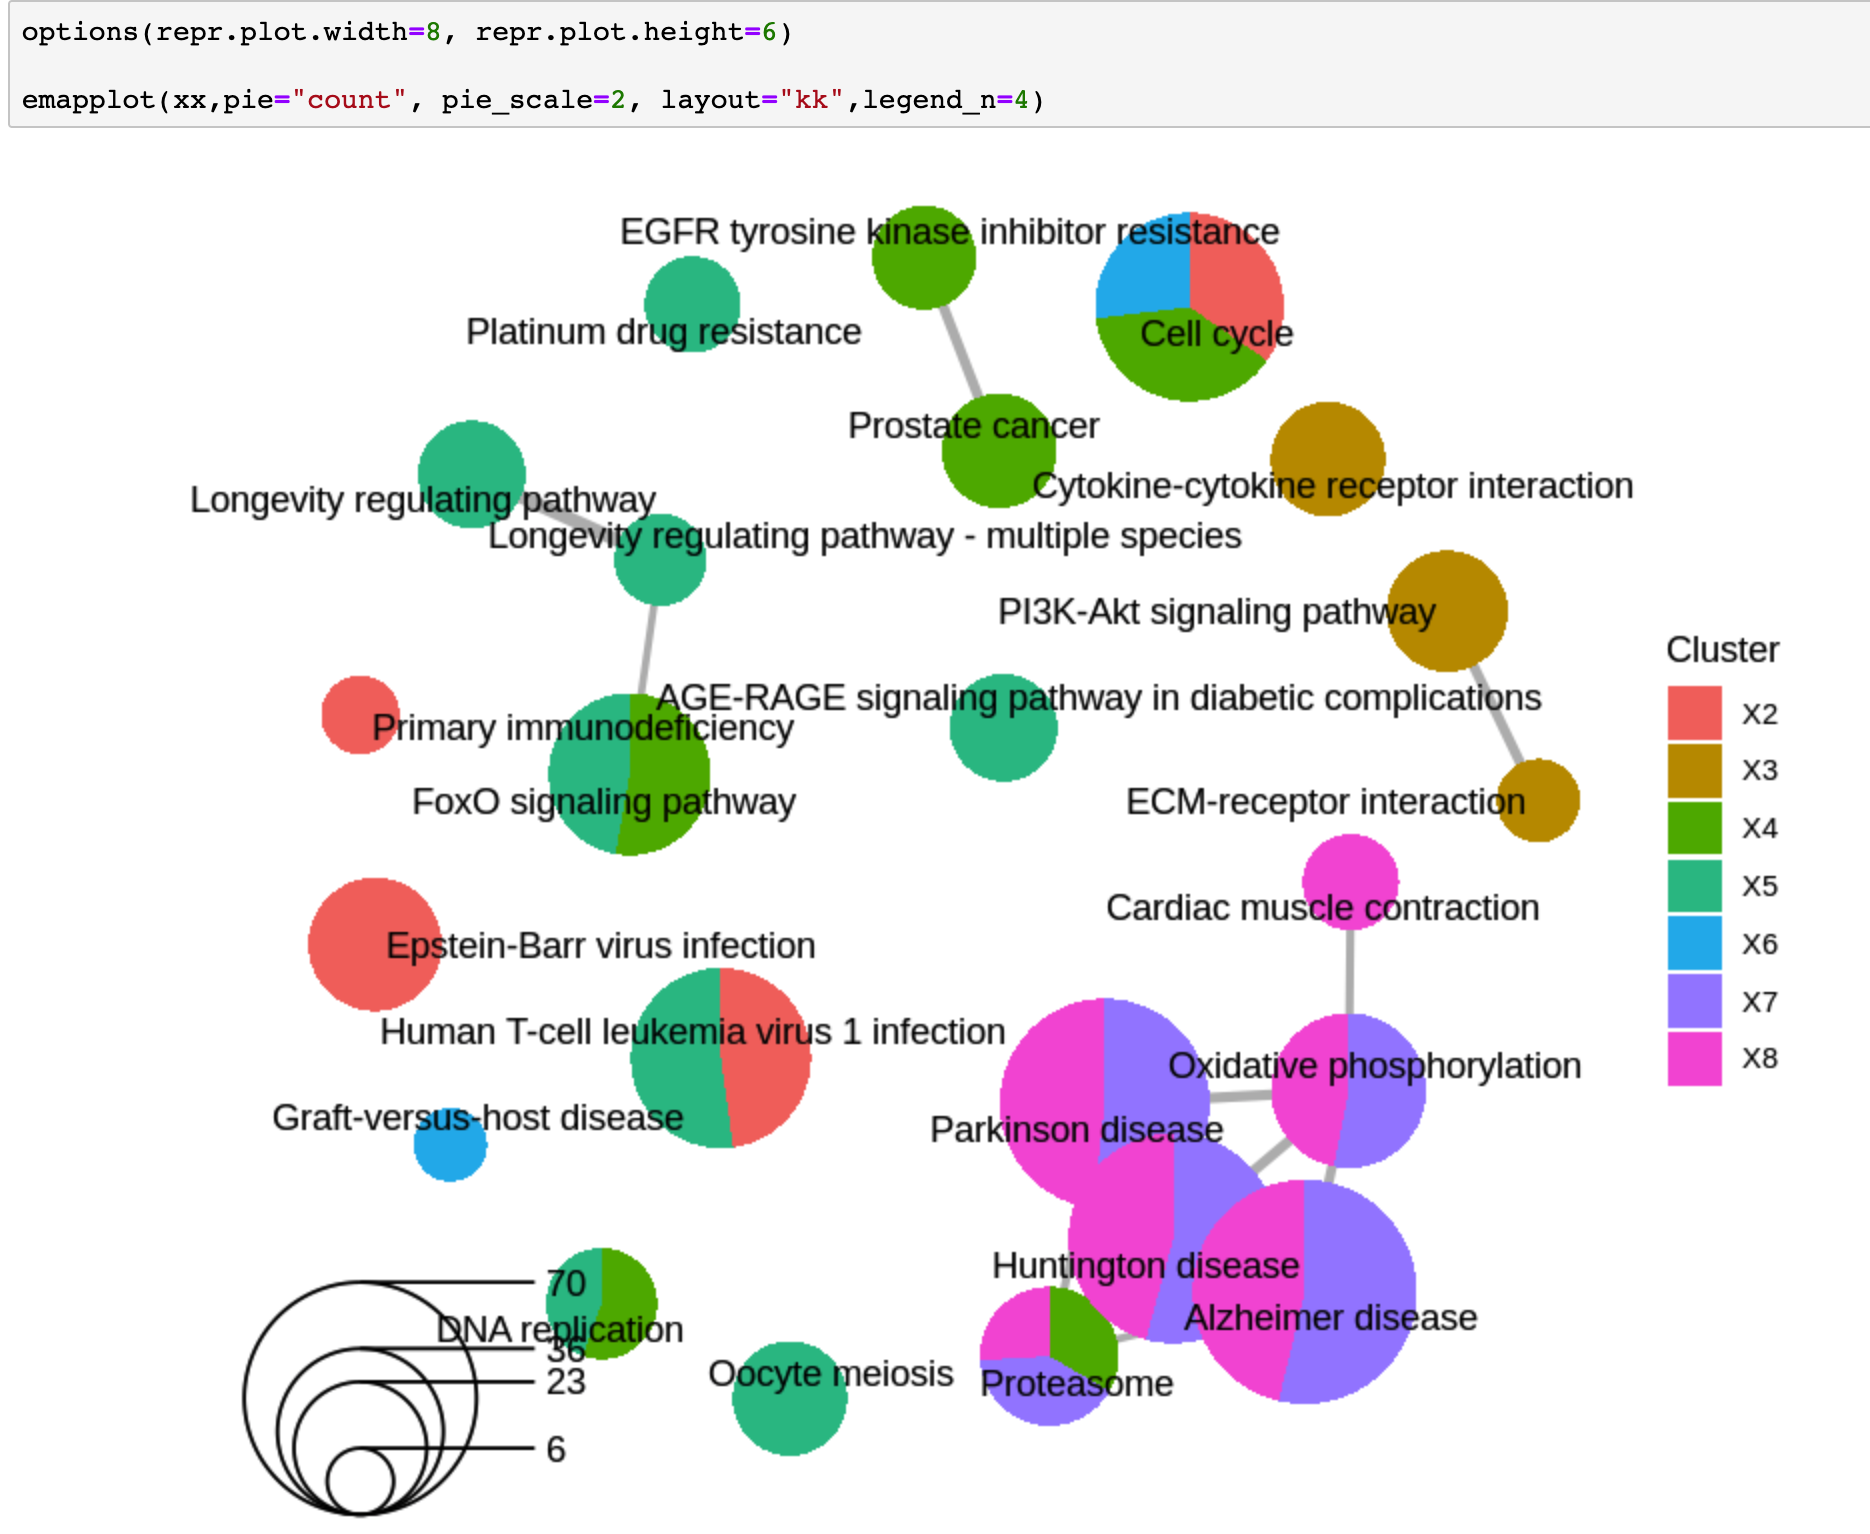 options(repr.plot.width=8, repr.plot.height=6)
emapplot(xx,pie="count", pie_scale=2, layout="kk",legend_n=4)
EGFR tyrosine kinase inhibitor resistance
Platinum drug resistance
Cell cycle
Prostate cancer
Cytokine-cytokine receptor interaction
Longevity regulating pathway
Longevity regulating pathway - multiple species
PI3K-Akt signaling pathway
AGE-RAGE signaling pathway in diabetic complications
Primary immunodeficiency
FoxO signaling pathway
ECM-receptor interaction
Cardiac muscle contraction
Epstein-Barr virus infection
Human T-cell leukemia virus 1 infection
Oxidative phosphorylation
Graft-versus-host disease
Parkinson disease
Huntington disease
Alzheimer disease
DNA replication
Oocyte meiosis
Proteasome
70
36
23
6
Cluster
X2
X3
X4
X5
X6
X7
X8